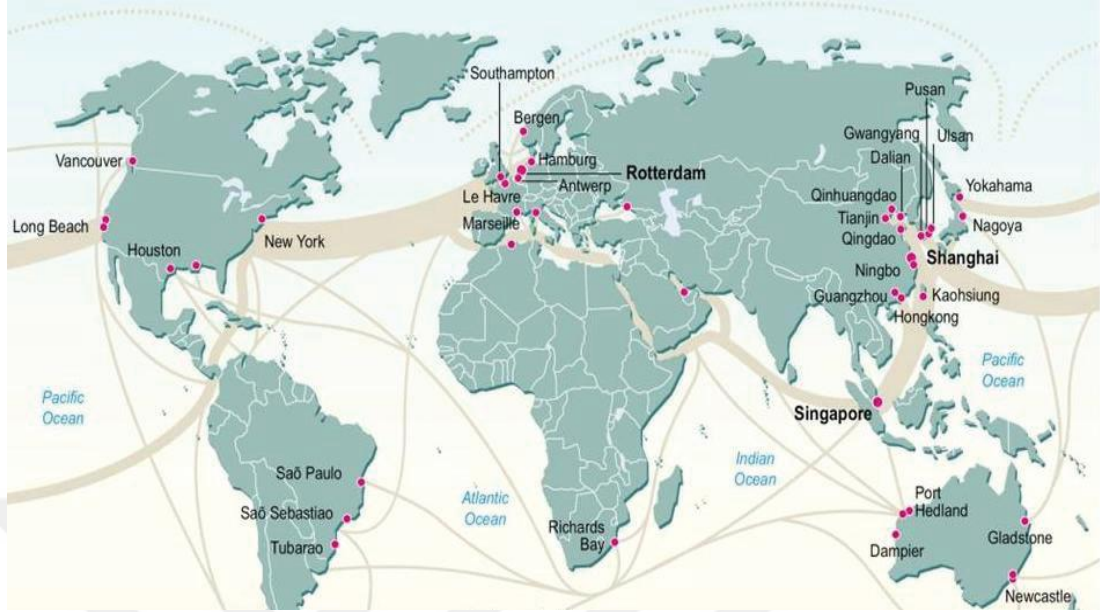 Southampton
Bergen
Hamburg
Rotterdam
Antwerp
Le Havre
Marseille
Vancouver
Long Beach
Houston
New York
Pusan
Gwangyang
Ulsan
Dalian
Qinhuangdao
Tianjin
Qingdao
Yokahama
Nagoya
Shanghai
Ningbo
Guangzhou
Kaohsiung
Hongkong
Pacific
Ocean
Pacific
Ocean
Singapore
Indian
Ocean
Atlantic
Ocean
Saõ Paulo
Saõ Sebastiao
Tubarao
Richards
Bay
Port
Hedland
Dampier
Gladstone
Newcastle